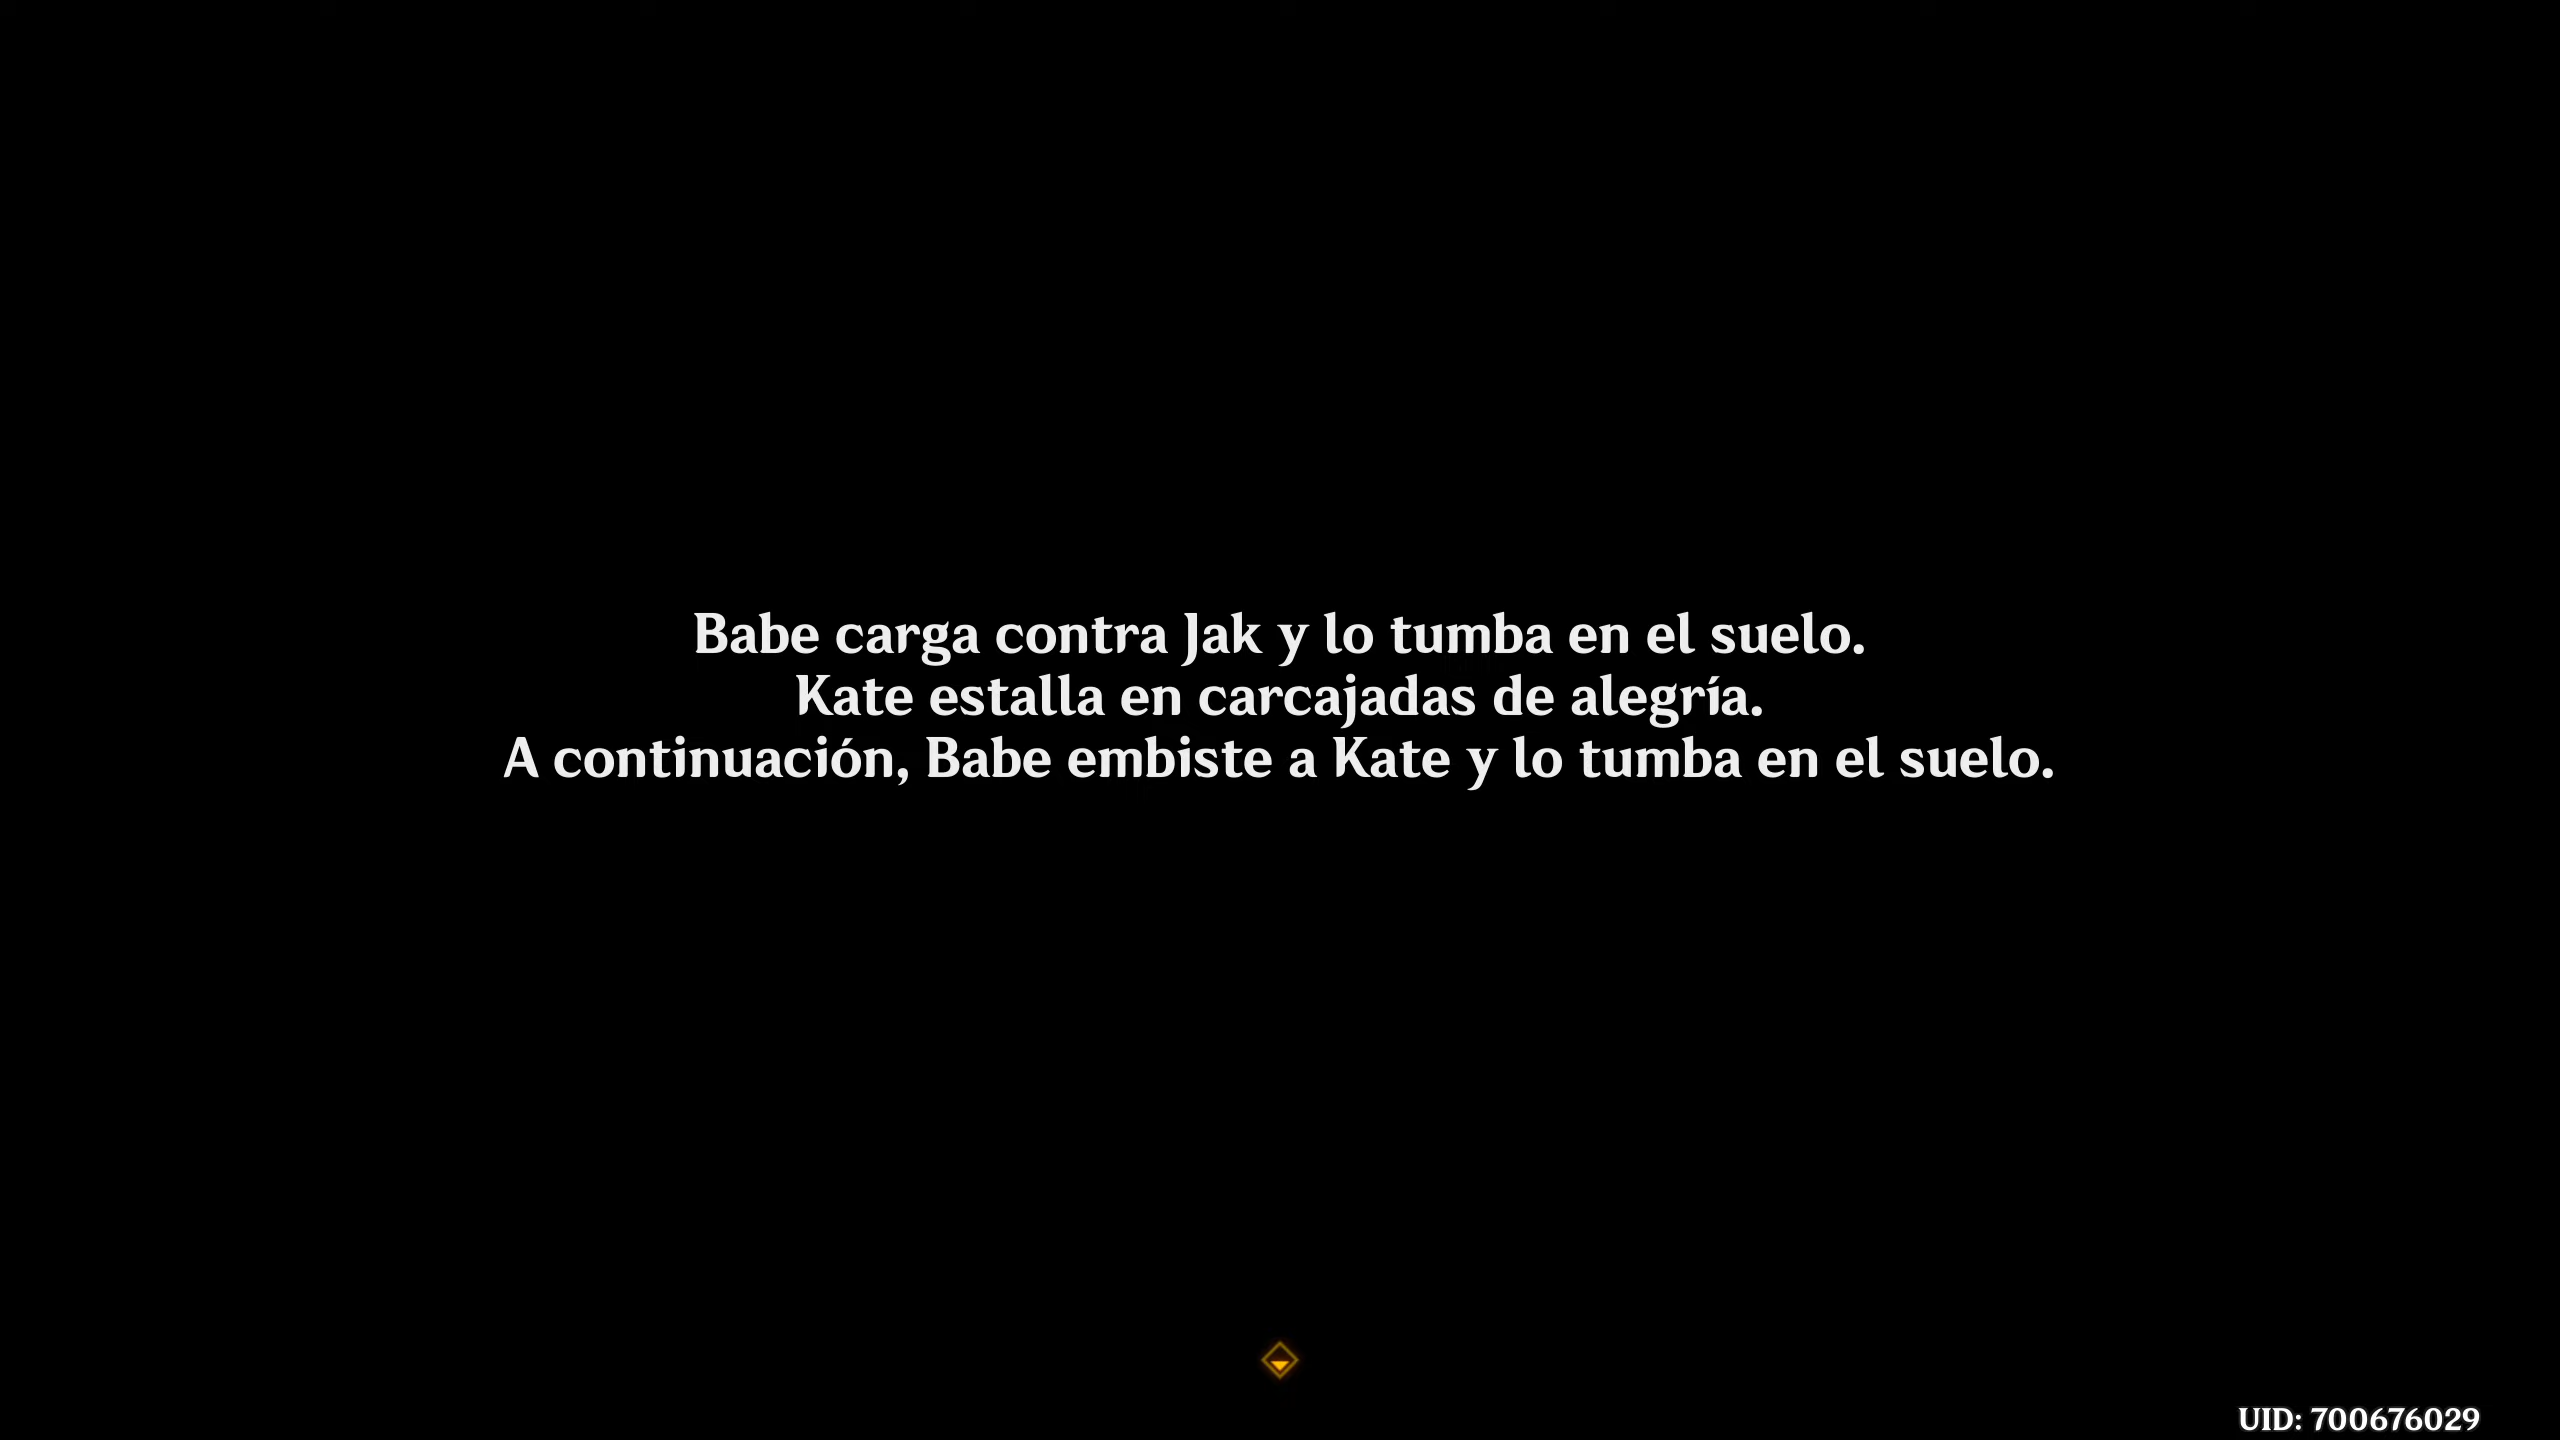 Babe carga contra Jak y lo tumba en el suelo.
Kate estalla en carcajadas de alegría.
A continuación, Babe embiste a Kate y lo tumba en el suelo.
UID: 700676029